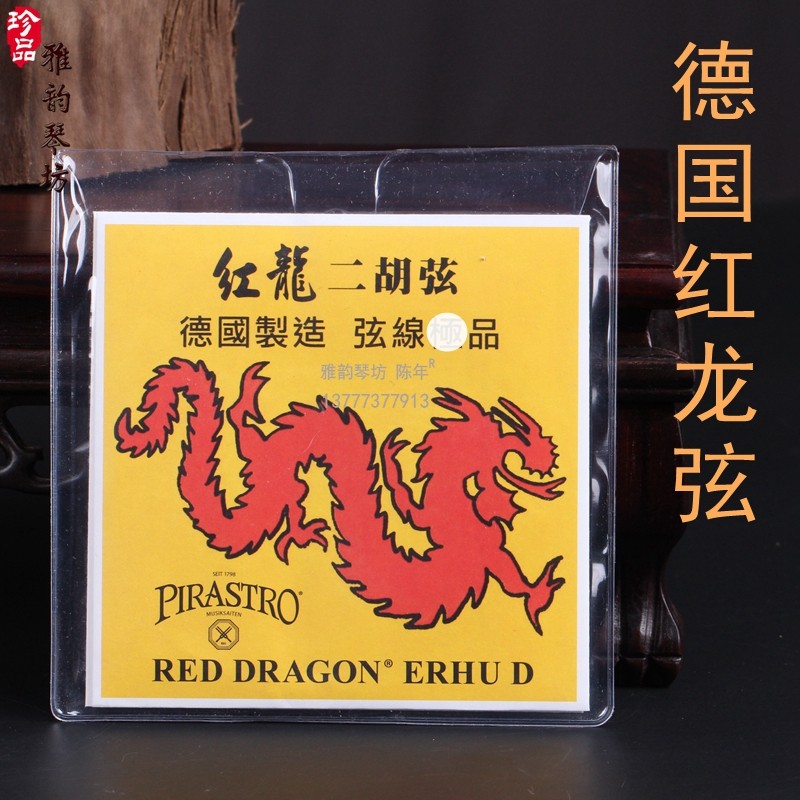 珍品
雅韵琴坊
德国红龙弦
红龍二胡弦
德國製造 弦線極品
雅韵琴坊 陈年R
13777377913
SEIT 1798
PIRASTRO®
MUSIKSAITEN
RED DRAGON® ERHU D